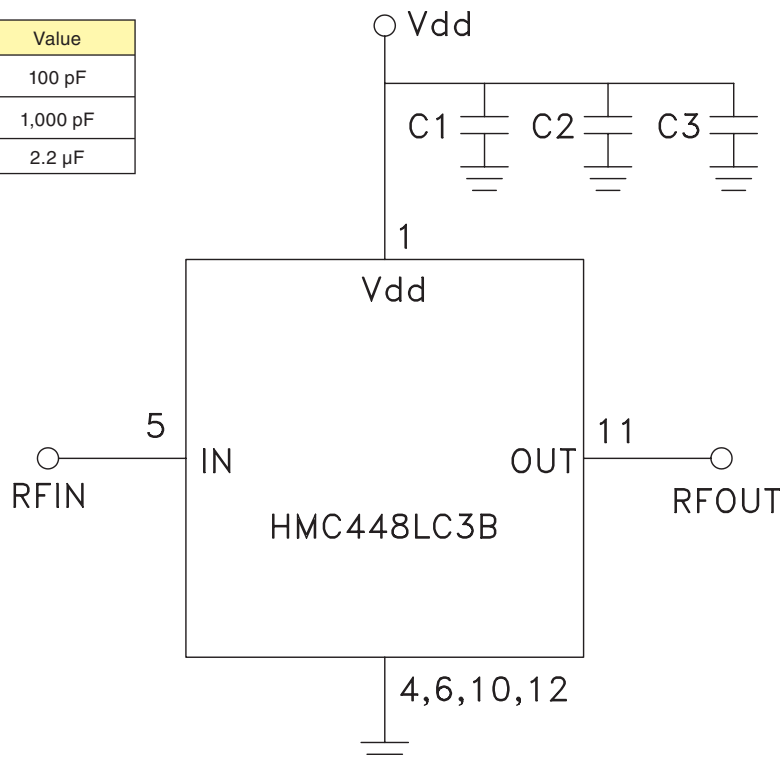 Vdd
Value
100 pF
1,000 pF
2.2 µF
C1
C2
C3
1
Vdd
5
11
IN
OUT
RFIN
RFOUT
HMC448LC3B
4,6,10,12